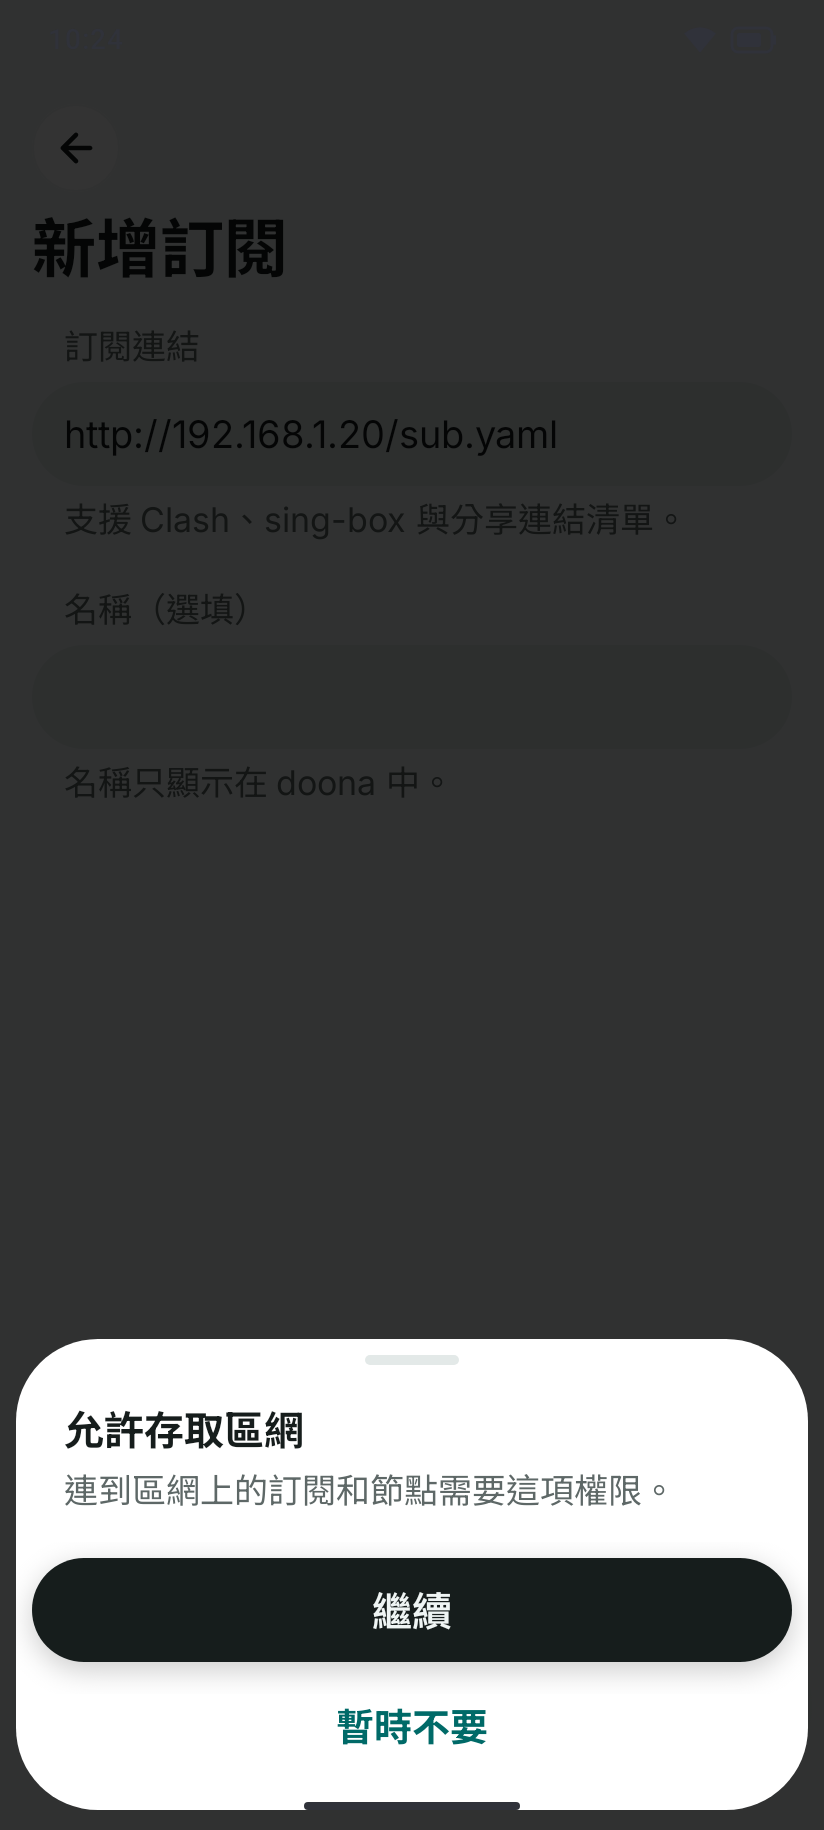 新增訂閱
訂閱連結
http://192.168.1.20/sub.yaml
支援 Clash、sing-box 與分享連結清單。
名稱（選填）
名稱只顯示在 doona 中。
允許存取區網
連到區網上的訂閱和節點需要這項權限。
繼續
暫時不要